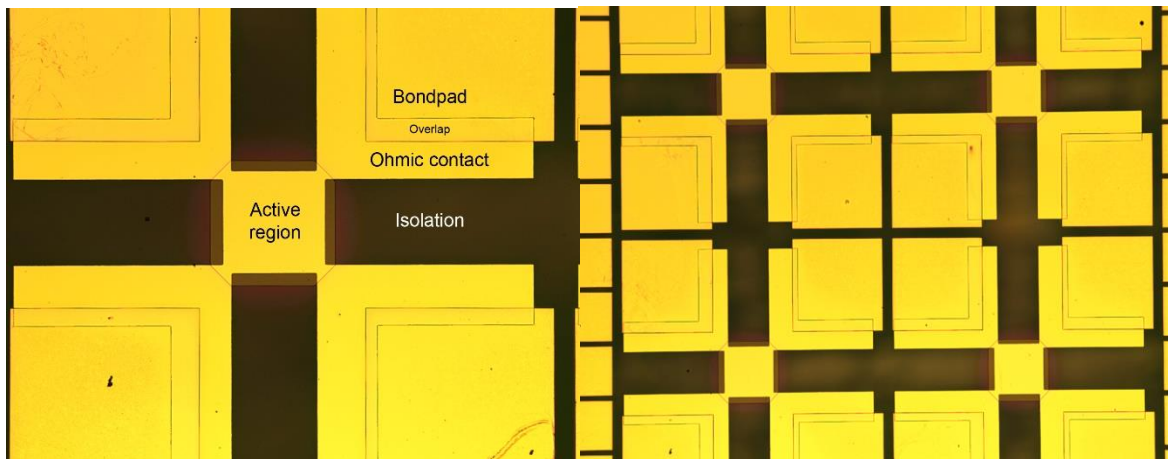 Bondpad
Overlap
Ohmic contact
Active
region
Isolation